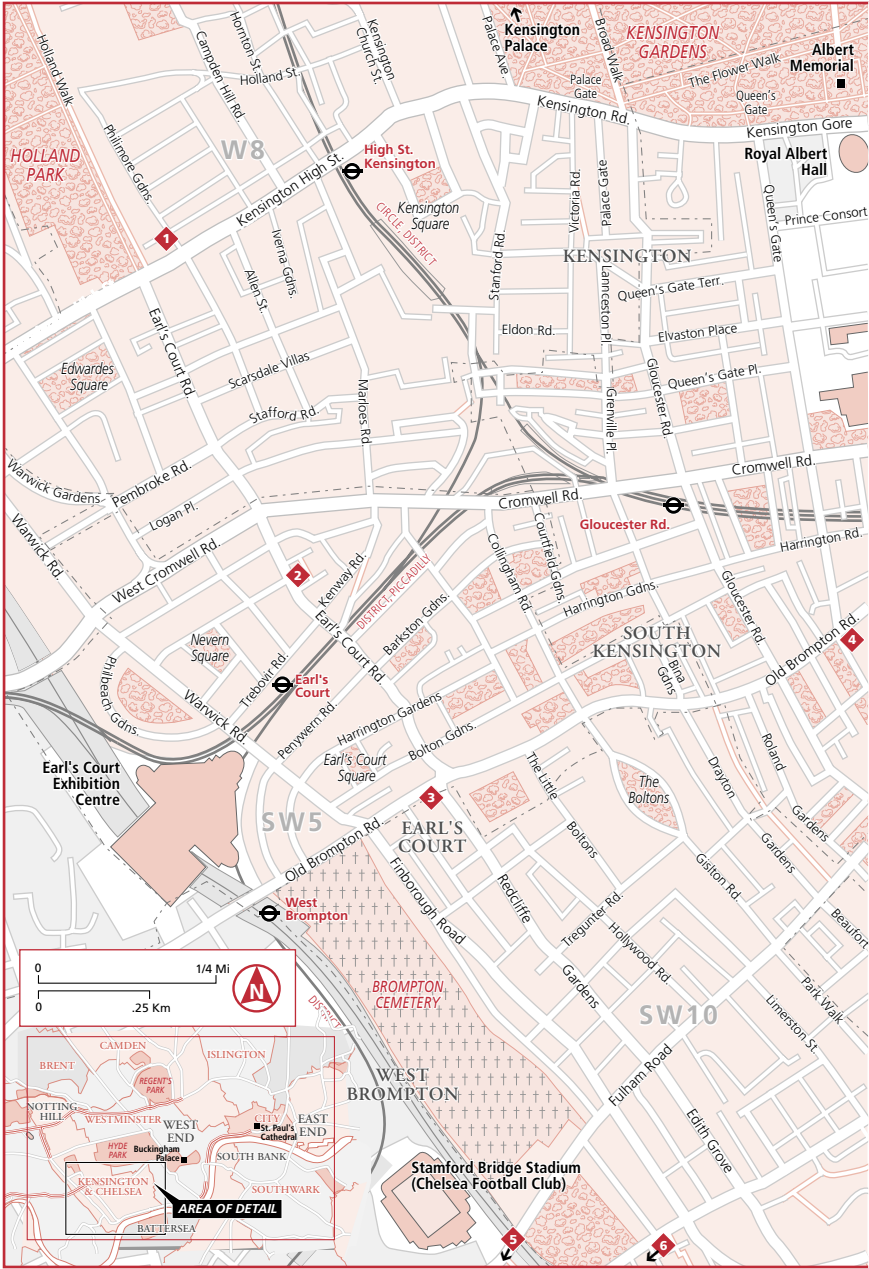 Kensington
Palace
KENSINGTON
GARDENS
Albert
Memorial
Holland Walk
Hornton St.
Campden Hill Rd.
Kensington
Church St.
Palace Ave.
Broad Walk
Holland St.
The Flower Walk
Palace
Gate
Queen's
Gate
Kensington Rd.
Kensington Gore
Philimore Gdns.
W8
HOLLAND
PARK
High St.
Kensington
Royal Albert
Hall
Kensington High St.
Kensington
Square
CIRCLE, DISTRICT
Victoria Rd.
Palace Gate
Queen's Gate
Prince Consort
1
Iverna Gdns.
Allen St.
Stanford Rd.
KENSINGTON
Lannceston Pl.
Queen's Gate Terr.
Earl's Court Rd.
Eldon Rd.
Elvaston Place
Edwardes
Square
Scarsdale Villas
Marloes Rd.
Gloucester Rd.
Queen's Gate Pl.
Stafford Rd.
Grenville Pl.
Warwick Gardens
Pembroke Rd.
Cromwell Rd.
Logan Pl.
Cromwell Rd.
Gloucester Rd.
Warwick Rd.
West Cromwell Rd.
Harrington Rd.
Collingham Rd.
Courtfield Gdns.
2
Kenway Rd.
DISTRICT, PICCADILLY
Harrington Gdns.
Gloucester Rd.
Earl's Court Rd.
Barkston Gdns.
SOUTH
KENSINGTON
4
Nevern
Square
Bina
Gdns
Old Brompton Rd.
Philbeach Gdns.
Trebovir Rd.
Earl's
Court
Warwick Rd.
Penywern Rd.
Harrington Gardens
Bolton Gdns.
Earl's Court
Square
Earl's Court
Exhibition
Centre
The Little
Boltons
The
Boltons
Drayton
Gardens
Roland
Gardens
3
SW5
EARL'S
COURT
Old Brompton Rd
Finborough Road
Redcliffe
Gardens
Gislton Rd.
West
Brompton
Tregunter Rd.
Hollywood Rd.
Beaufort
Park Walk
Limerston St.
0
1/4 Mi
0
.25 Km
N
DISTRICT
BROMPTON
CEMETERY
SW10
Fulham Road
WEST
BROMPTON
Edith Grove
CAMDEN
ISLINGTON
BRENT
REGENT'S
PARK
NOTTING
HILL
WESTMINSTER
WEST
END
CITY
St. Paul's
Cathedral
EAST
END
HYDE
PARK
Buckingham
Palace
SOUTH BANK
KENSINGTON
& CHELSEA
SOUTHWARK
AREA OF DETAIL
BATTERSEA
Stamford Bridge Stadium
(Chelsea Football Club)
5
6